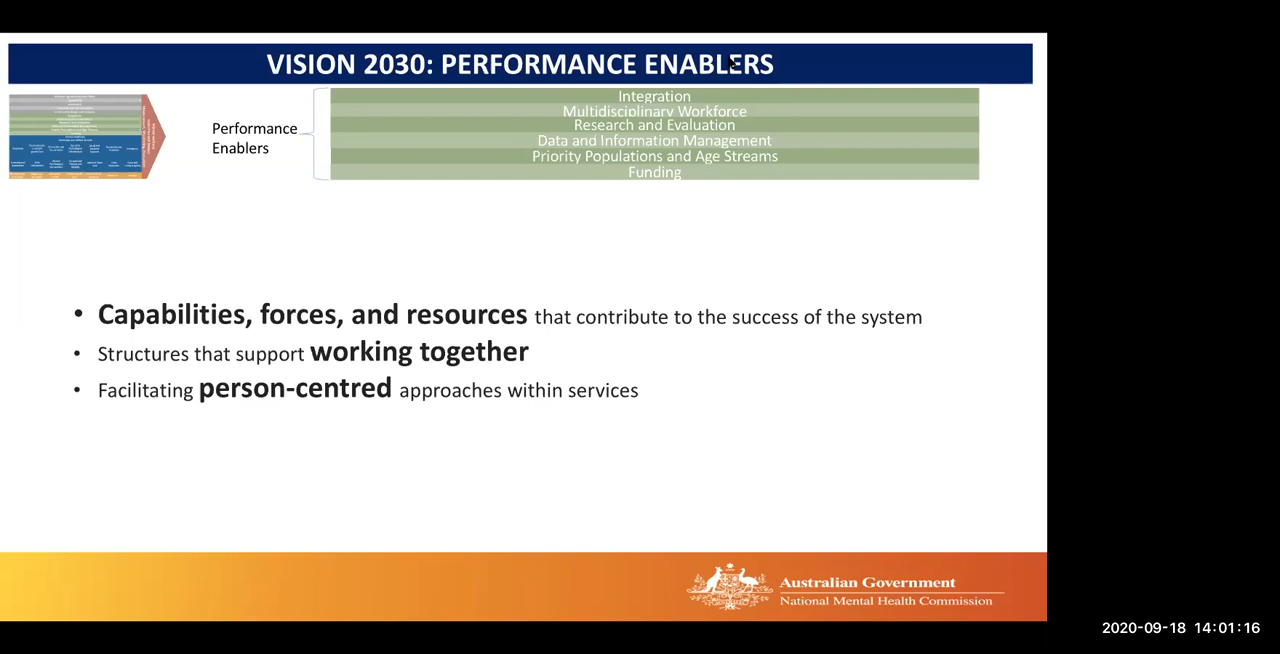 VISION 2030: PERFORMANCE ENABLERS
Performance
Enablers
Integration
Multidisciplinary Workforce
Research and Evaluation
Data and Information Management
Priority Populations and Age Streams
Funding
• Capabilities, forces, and resources that contribute to the success of the system
• Structures that support working together
• Facilitating person-centred approaches within services
Australian Government
National Mental Health Commission
2020-09-18 14:01:16